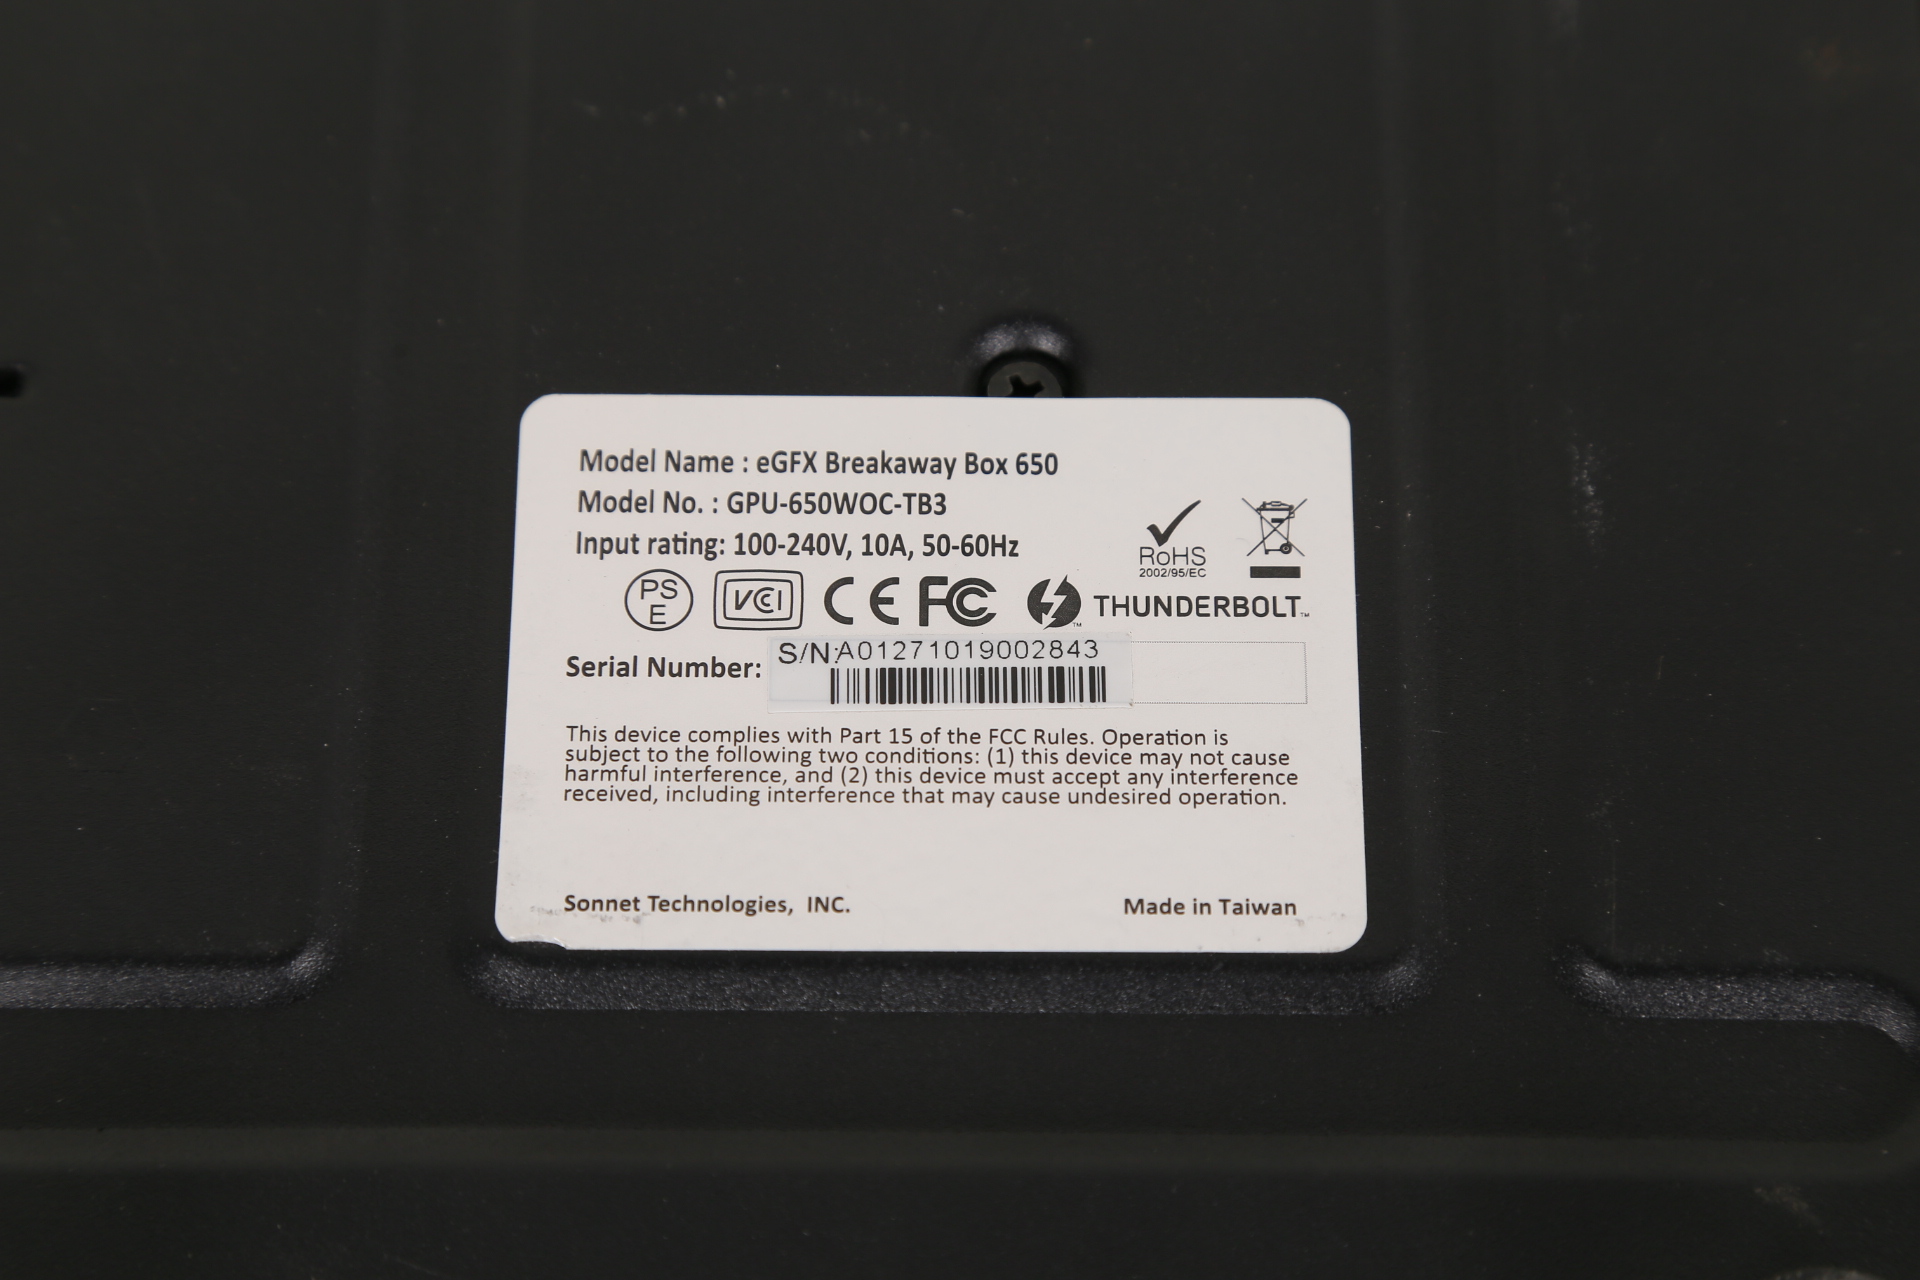 Model Name : eGFX Breakaway Box 650
Model No. : GPU-650WOC-TB3
Input rating: 100-240V, 10A, 50-60Hz
RoHS
2002/95/EC
PS
E
VCCI
CE FC
THUNDERBOLT™
Serial Number:
S/N:A01271019002843
This device complies with Part 15 of the FCC Rules. Operation is
subject to the following two conditions: (1) this device may not cause
harmful interference, and (2) this device must accept any interference
received, including interference that may cause undesired operation.
Sonnet Technologies, INC.
Made in Taiwan